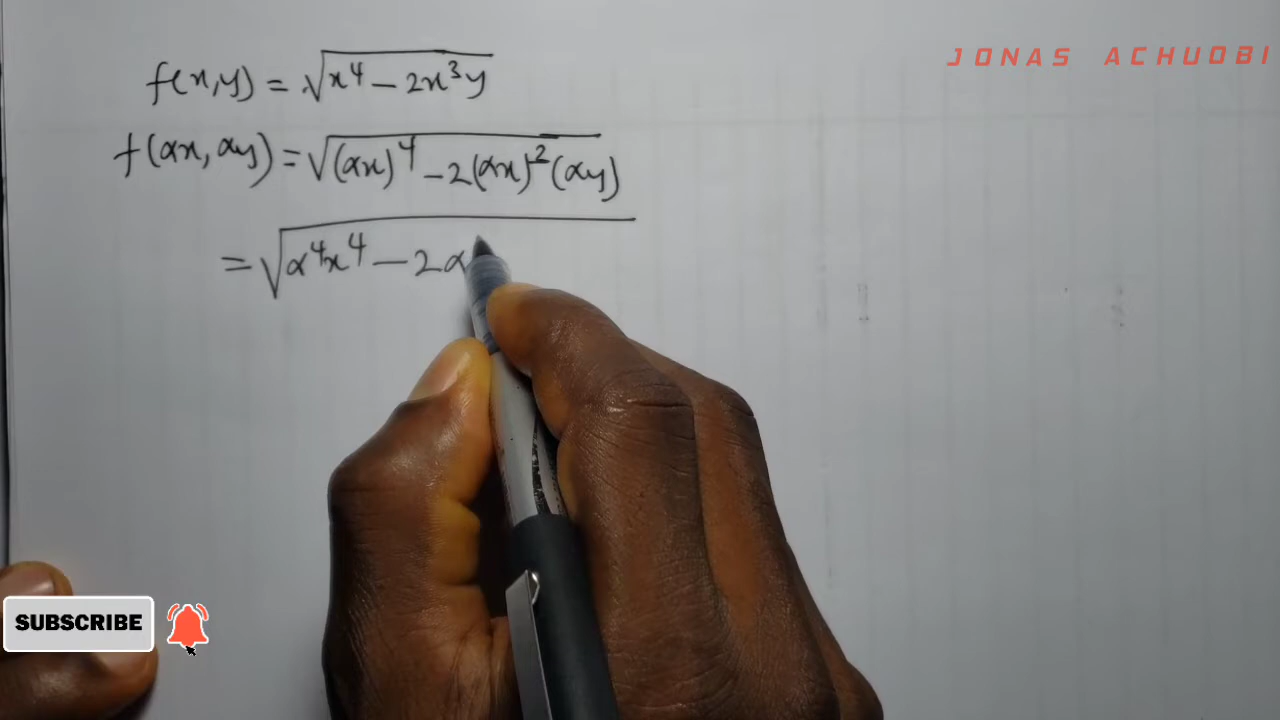 JONAS ACHUOBI
f(x,y) = √(x⁴ − 2x³y)
f(αx, αy) = √((αx)⁴ − 2(αx)²(αy))
= √(α⁴x⁴ − 2α
SUBSCRIBE